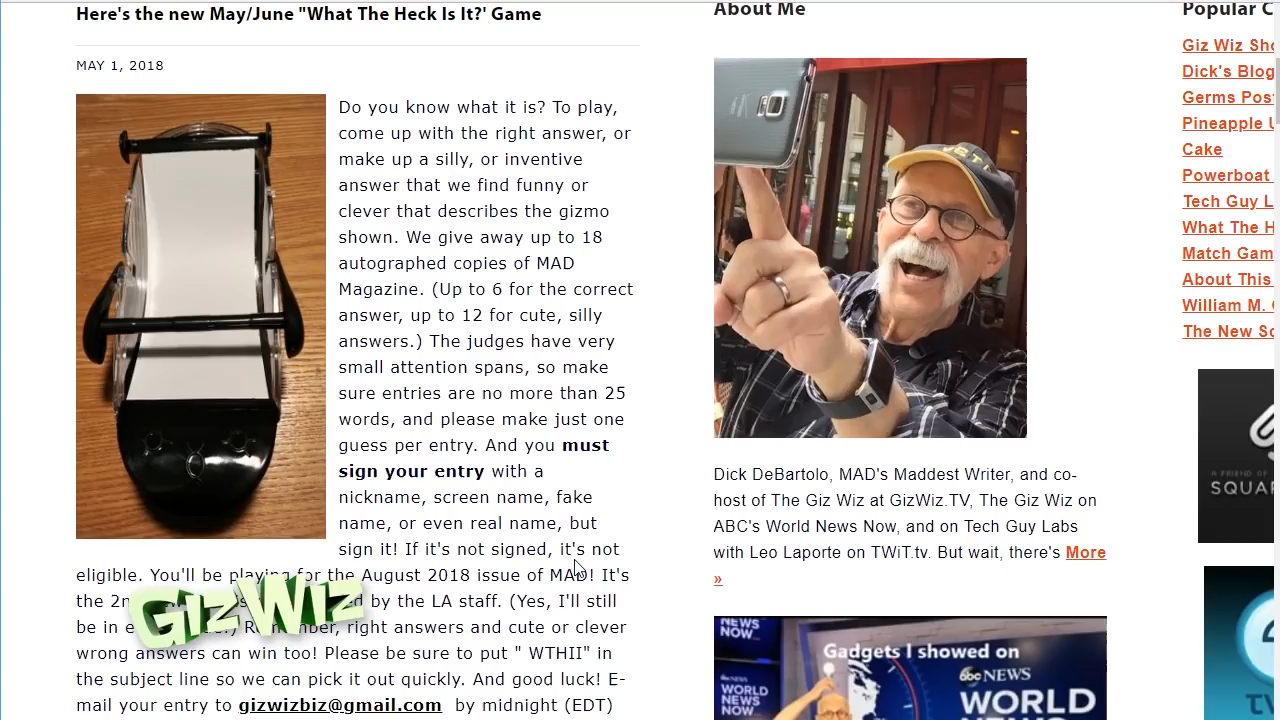 Here's the new May/June "What The Heck Is It?' Game
MAY 1, 2018
Do you know what it is? To play,
come up with the right answer, or
make up a silly, or inventive
answer that we find funny or
clever that describes the gizmo
shown. We give away up to 18
autographed copies of MAD
Magazine. (Up to 6 for the correct
answer, up to 12 for cute, silly
answers.) The judges have very
small attention spans, so make
sure entries are no more than 25
words, and please make just one
guess per entry. And you must
sign your entry with a
nickname, screen name, fake
name, or even real name, but
sign it! If it's not signed, it's not
eligible. You'll be playing for the August 2018 issue of MAD! It's
the by the LA staff. (Yes, I'll still
be in right answers and cute or clever
wrong answers can win too! Please be sure to put " WTHII" in
the subject line so we can pick it out quickly. And good luck! E-
mail your entry to gizwizbiz@gmail.com by midnight (EDT)
GizWiz
About Me
Dick DeBartolo, MAD's Maddest Writer, and co-
host of The Giz Wiz at GizWiz.TV, The Giz Wiz on
ABC's World News Now, and on Tech Guy Labs
with Leo Laporte on TWiT.tv. But wait, there's More
»
NEWS
NOW
Gadgets I showed on
abc NEWS
WORLD
NEWS
WORLD
NEWS
NOW
Popular C
Giz Wiz Sho
Dick's Blog
Germs Pos
Pineapple U
Cake
Powerboat
Tech Guy L
What The H
Match Gam
About This
William M.
The New Sc
A FRIEND OF
SQUAR